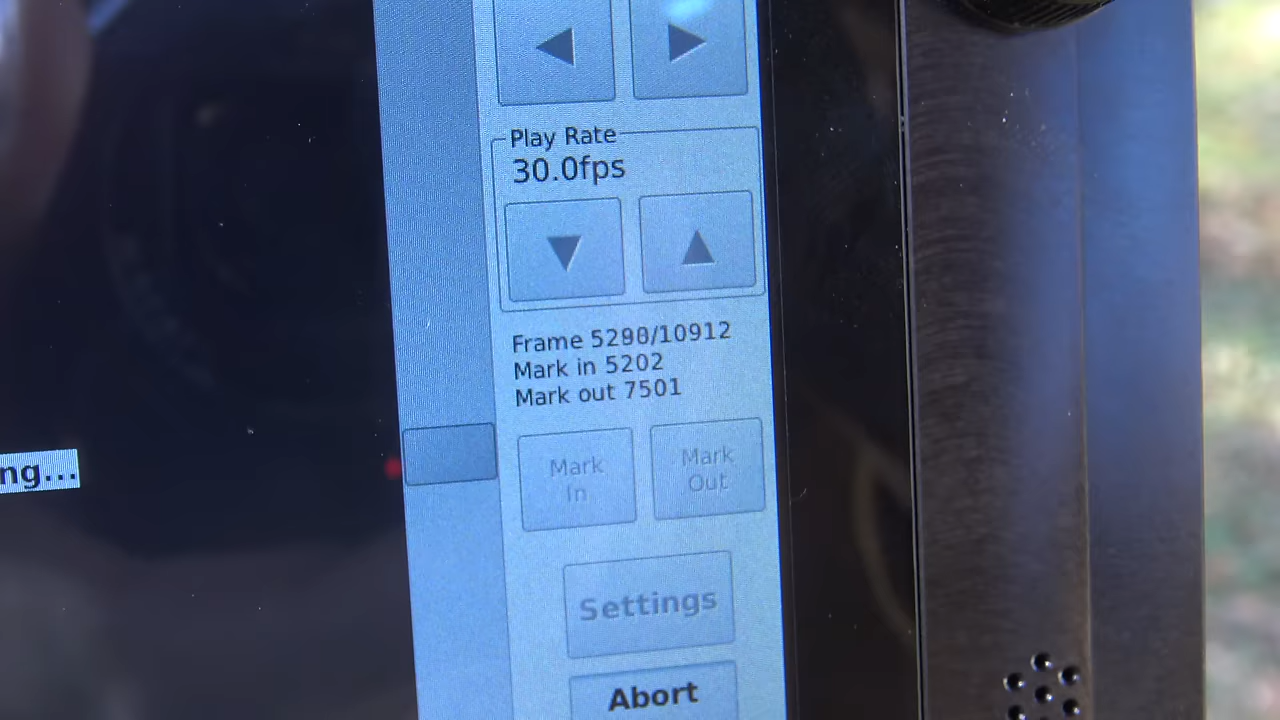 Play Rate
30.0fps
Frame 5290/10912
Mark in 5202
Mark out 7501
ng...
Mark
In
Mark
Out
Settings
Abort